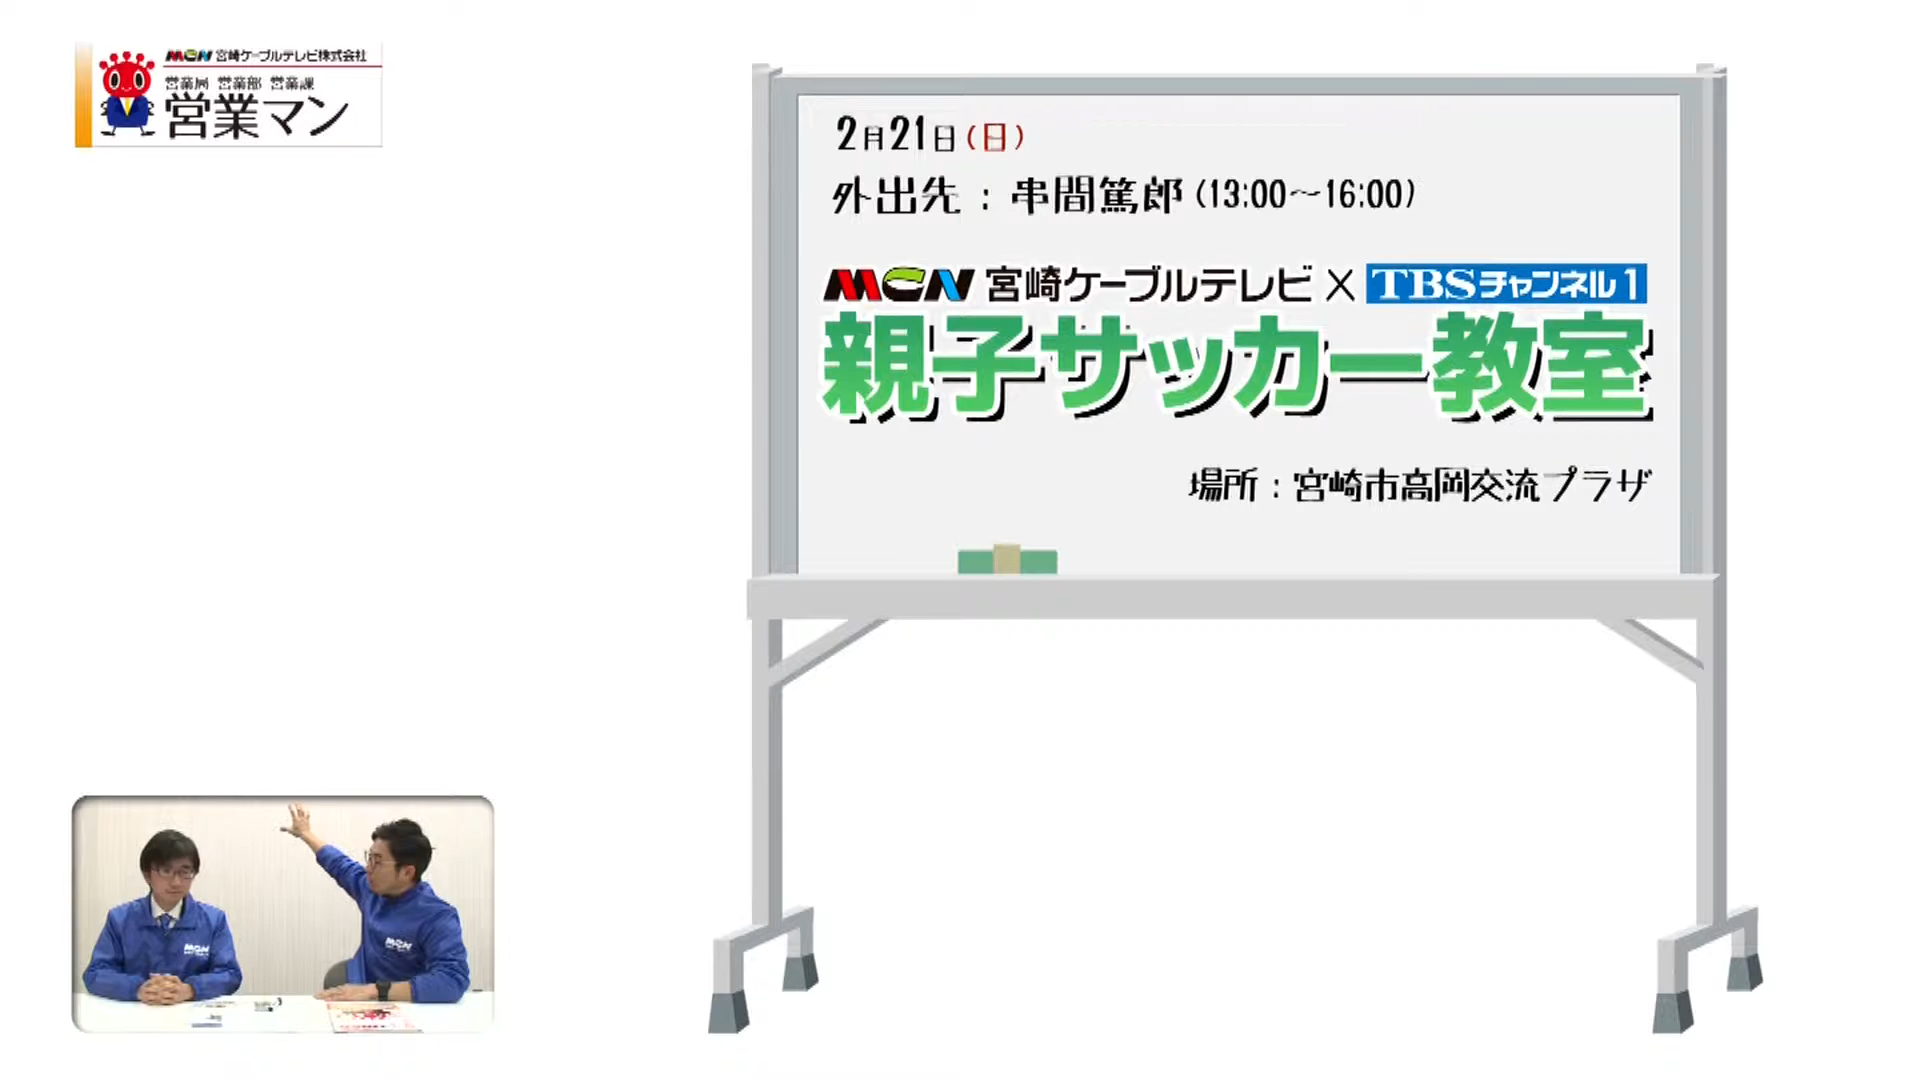 MCN 宮崎ケーブルテレビ株式会社
営業局 営業部 営業課
営業マン
2月21日(日)
外出先：串間篤郎(13:00～16:00)
MCN 宮崎ケーブルテレビ×TBSチャンネル1
親子サッカー教室
場所：宮崎市高岡交流プラザ
MCN
MCN